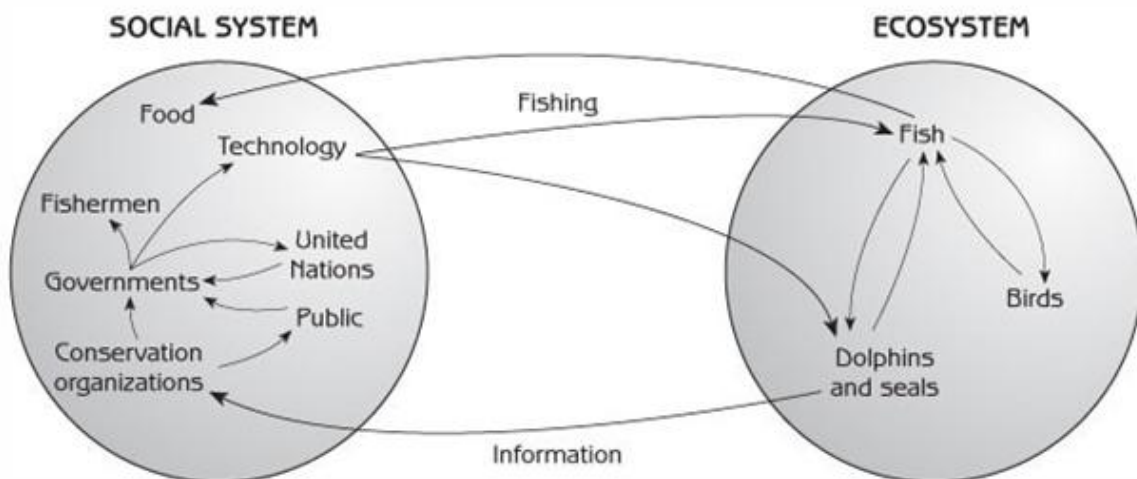 SOCIAL SYSTEM
ECOSYSTEM
Food
Fishing
Technology
Fish
Fishermen
United
Nations
Governments
Birds
Public
Conservation
organizations
Dolphins
and seals
Information